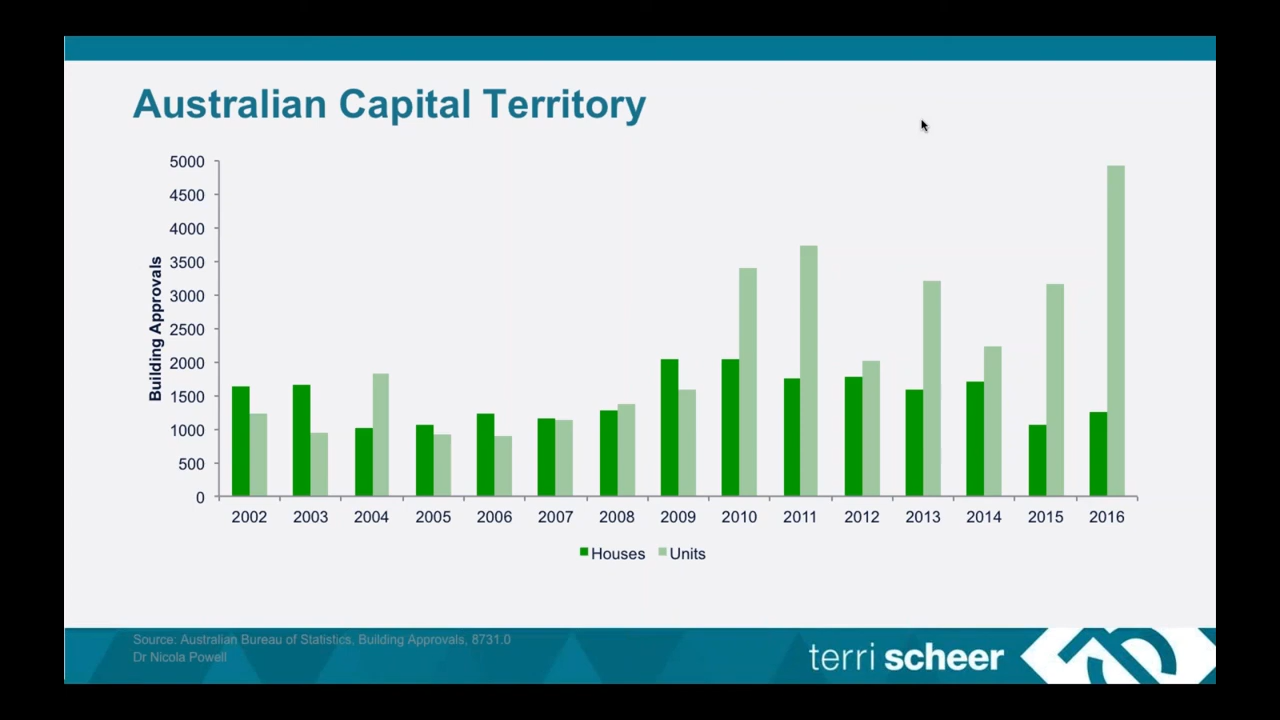 Australian Capital Territory
5000
4500
4000
3500
3000
2500
2000
1500
1000
500
0
Building Approvals
2002 2003 2004 2005 2006 2007 2008 2009 2010 2011 2012 2013 2014 2015 2016
Houses Units
Source: Australian Bureau of Statistics. Building Approvals, 8731.0
Dr Nicola Powell
terri scheer